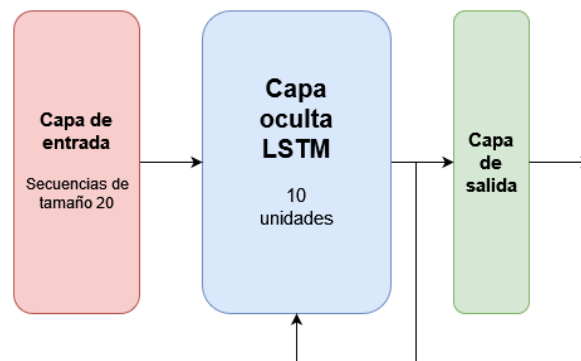 Capa de
entrada
Secuencias de
tamaño 20
Capa
oculta
LSTM
10
unidades
Capa
de
salida